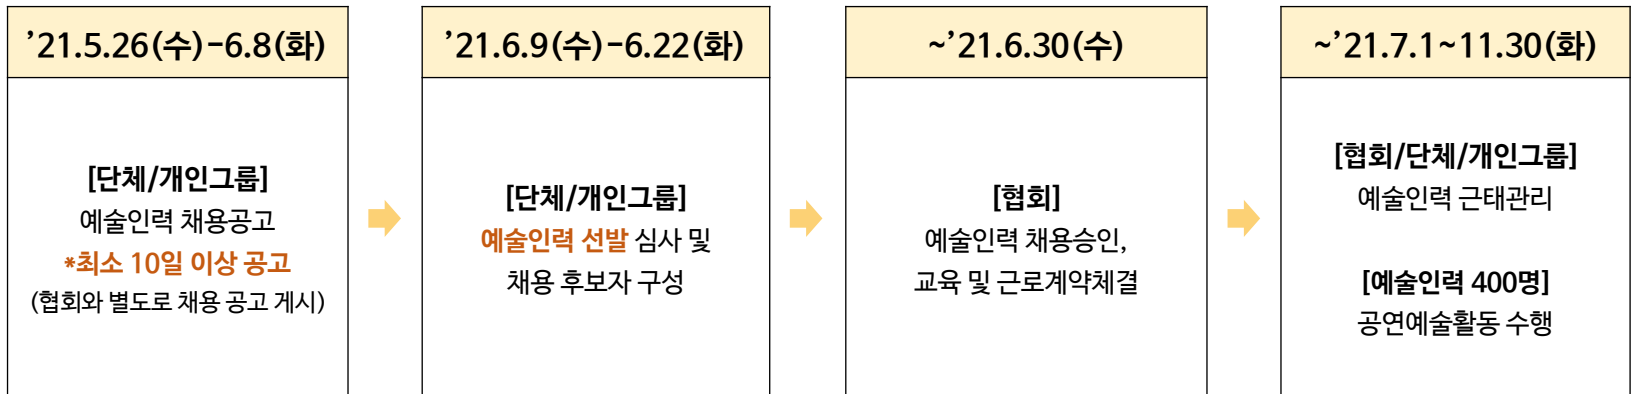 ’21.5.26(수)-6.8(화)
[단체/개인그룹]
예술인력 채용공고
*최소 10일 이상 공고
(협회와 별도로 채용 공고 게시)
’21.6.9(수)-6.22(화)
[단체/개인그룹]
예술인력 선발 심사 및
채용 후보자 구성
~’21.6.30(수)
[협회]
예술인력 채용승인,
교육 및 근로계약체결
~’21.7.1~11.30(화)
[협회/단체/개인그룹]
예술인력 근태관리
[예술인력 400명]
공연예술활동 수행